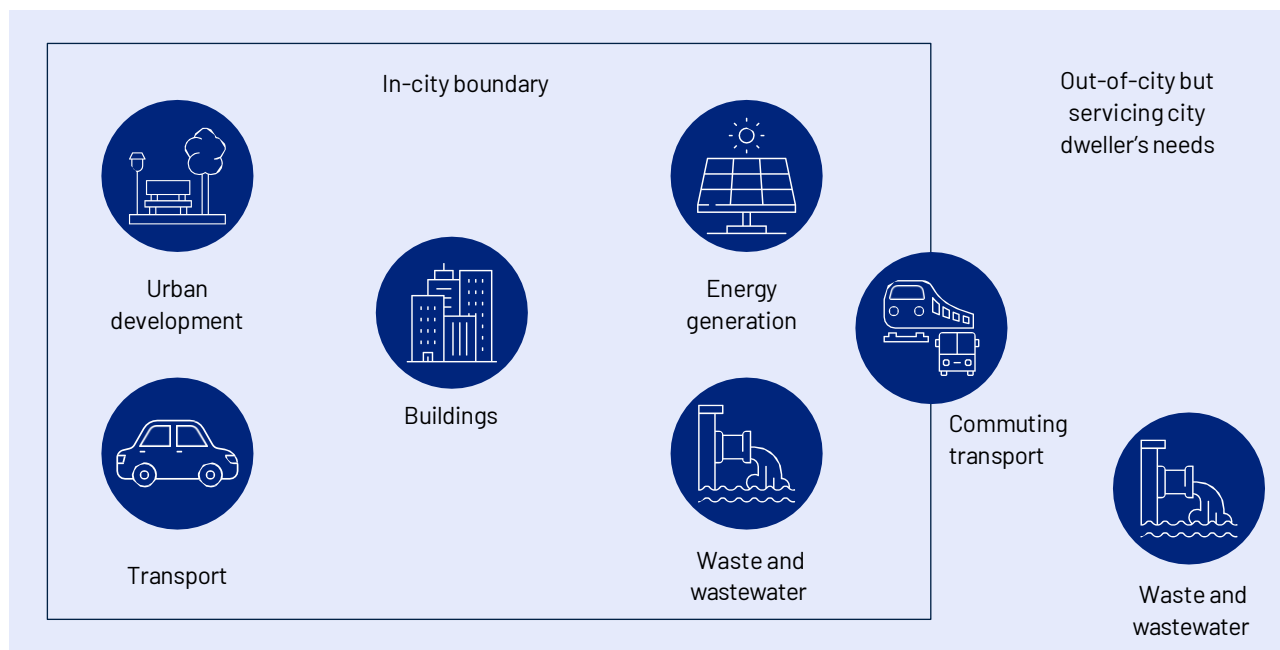 In-city boundary
Out-of-city but
servicing city
dweller's needs
Urban
development
Buildings
Energy
generation
Transport
Waste and
wastewater
Commuting
transport
Waste and
wastewater